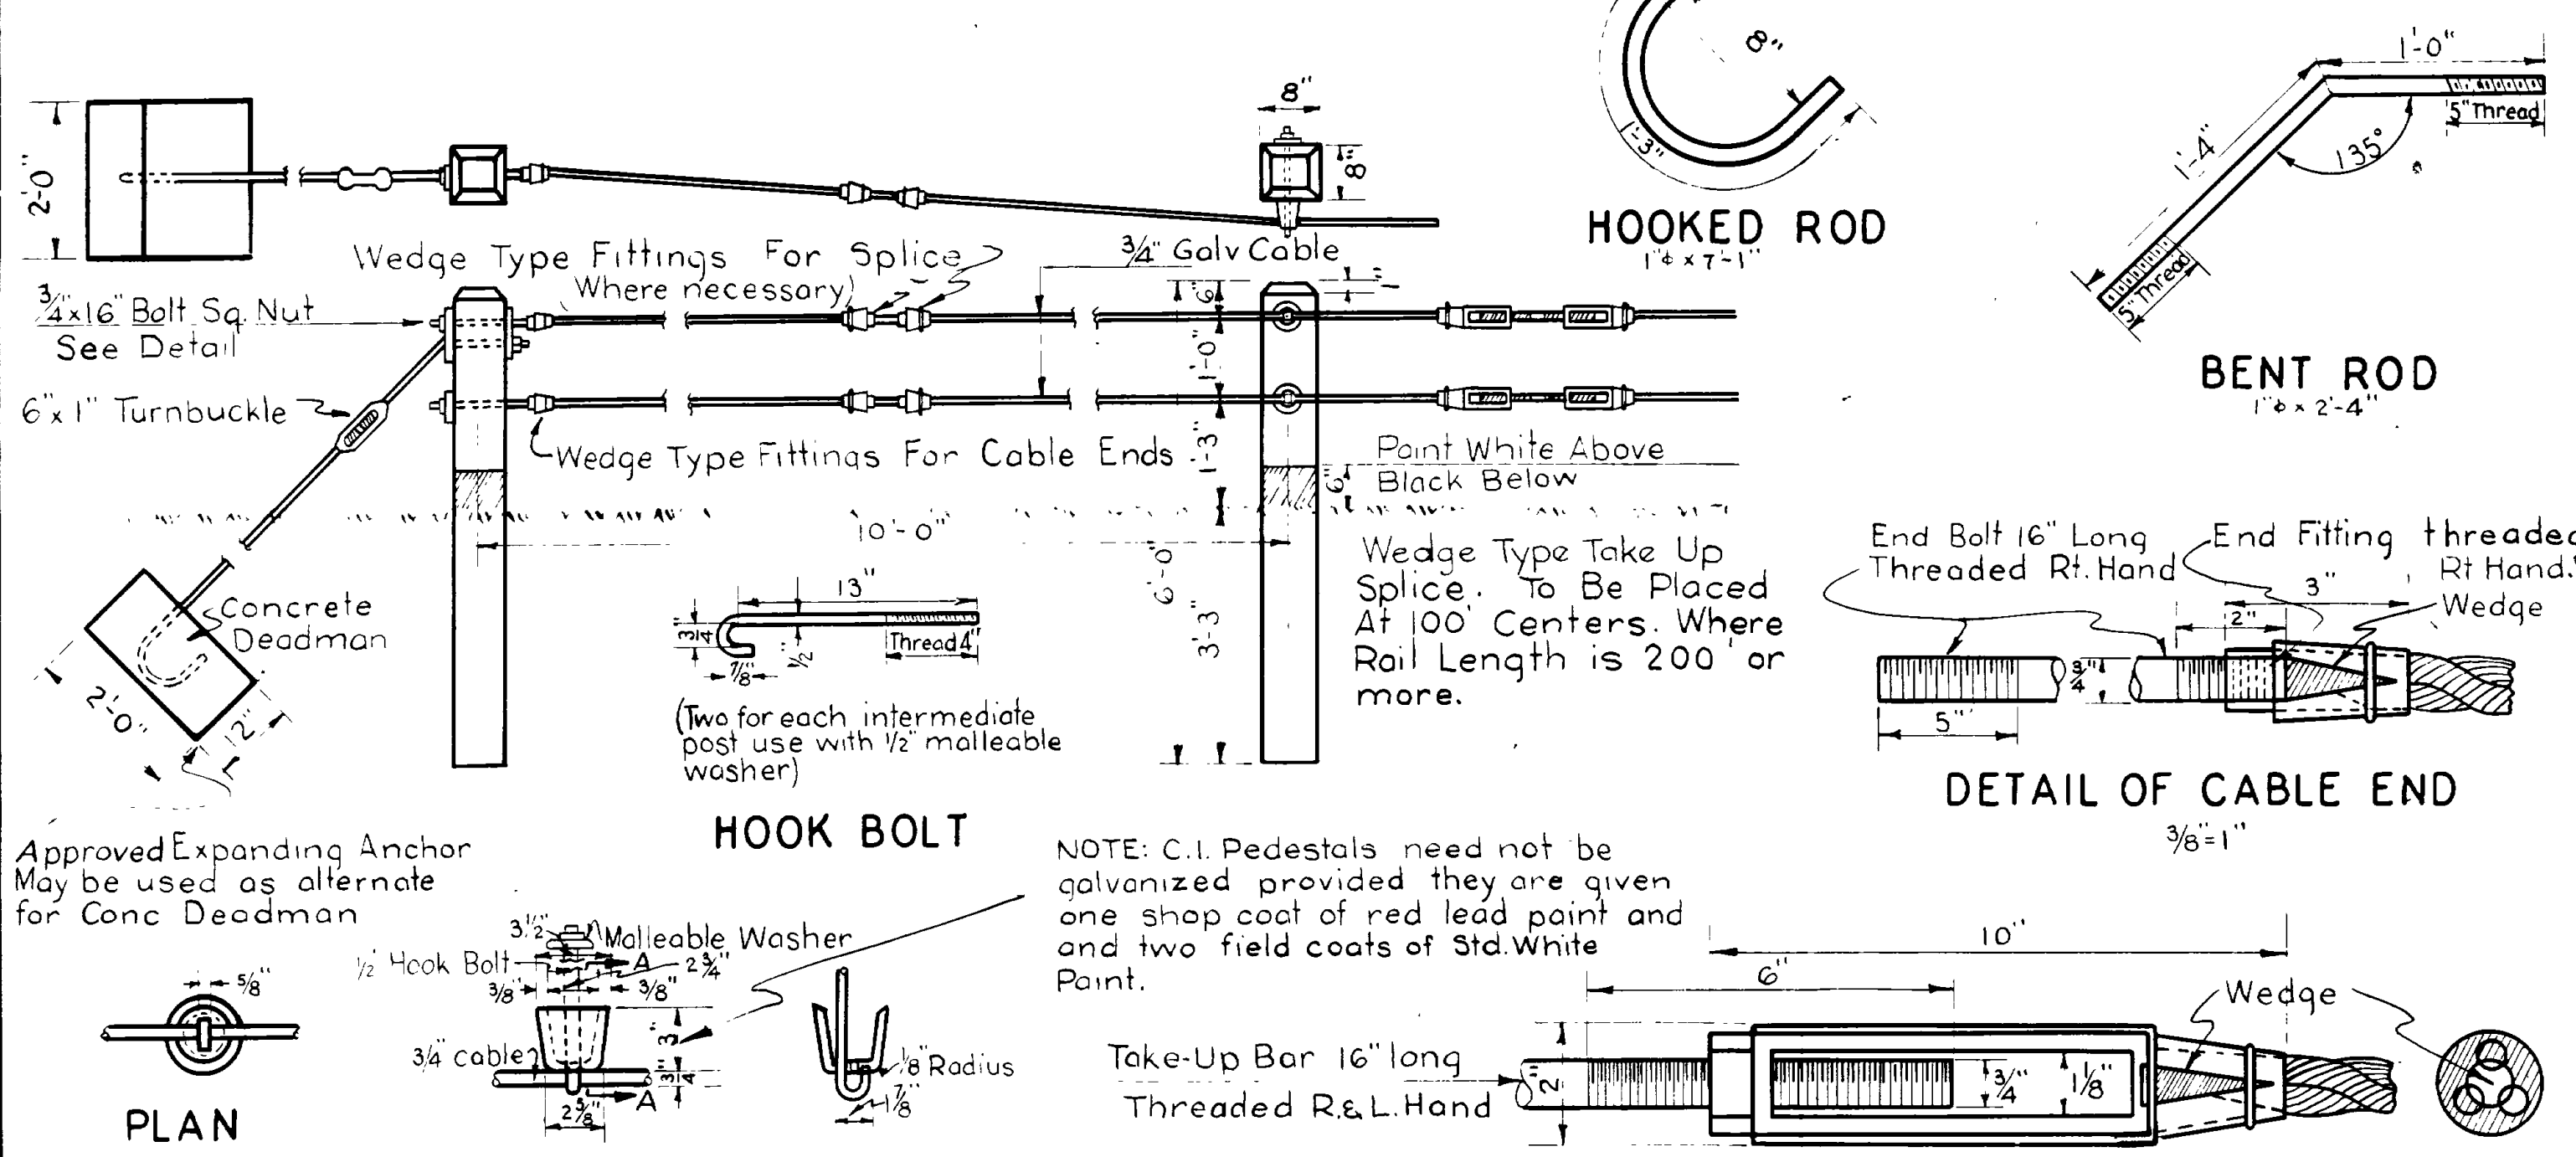 8"
1'-3"
HOOKED ROD
1"ϕ x 7'-1"
1'-0"
5" Thread
1'-4"
135°
5" Thread
BENT ROD
1"ϕ x 2'-4"
2'-0"
8"
8"
Wedge Type Fittings For Splice
(Where necessary)
3/4" Galv Cable
3/4"x16" Bolt Sq. Nut
See Detail
6"x 1" Turnbuckle
Wedge Type Fittings For Cable Ends
1"
6"
1'-0"
1'-3"
6"
Paint White Above
Black Below
10'-0"
6'-0"
3'-3"
Concrete
Deadman
2'-0"
12"
13"
3/4"
1/2"
Thread 4"
7/8"
(Two for each intermediate
post use with 1/2" malleable
washer)
HOOK BOLT
Wedge Type Take Up
Splice. To Be Placed
At 100' Centers. Where
Rail Length is 200' or
more.
End Bolt 16" Long
Threaded Rt. Hand
End Fitting threaded
Rt Hand.
3"
Wedge
2"
3/4"
5"
DETAIL OF CABLE END
3/8"=1"
Approved Expanding Anchor
May be used as alternate
for Conc Deadman
5/8"
PLAN
3 1/2"
Malleable Washer
1/2" Hook Bolt
A
2 3/4"
3/8"
3/8"
3"
3/4" cable
3/4"
A
2 5/8"
1/8" Radius
1 7/8"
NOTE: C.I. Pedestals need not be
galvanized provided they are given
one shop coat of red lead paint and
and two field coats of Std. White
Paint.
Take-Up Bar 16" long
Threaded R.& L. Hand
10"
6"
2"
3/4"
1 1/8"
Wedge